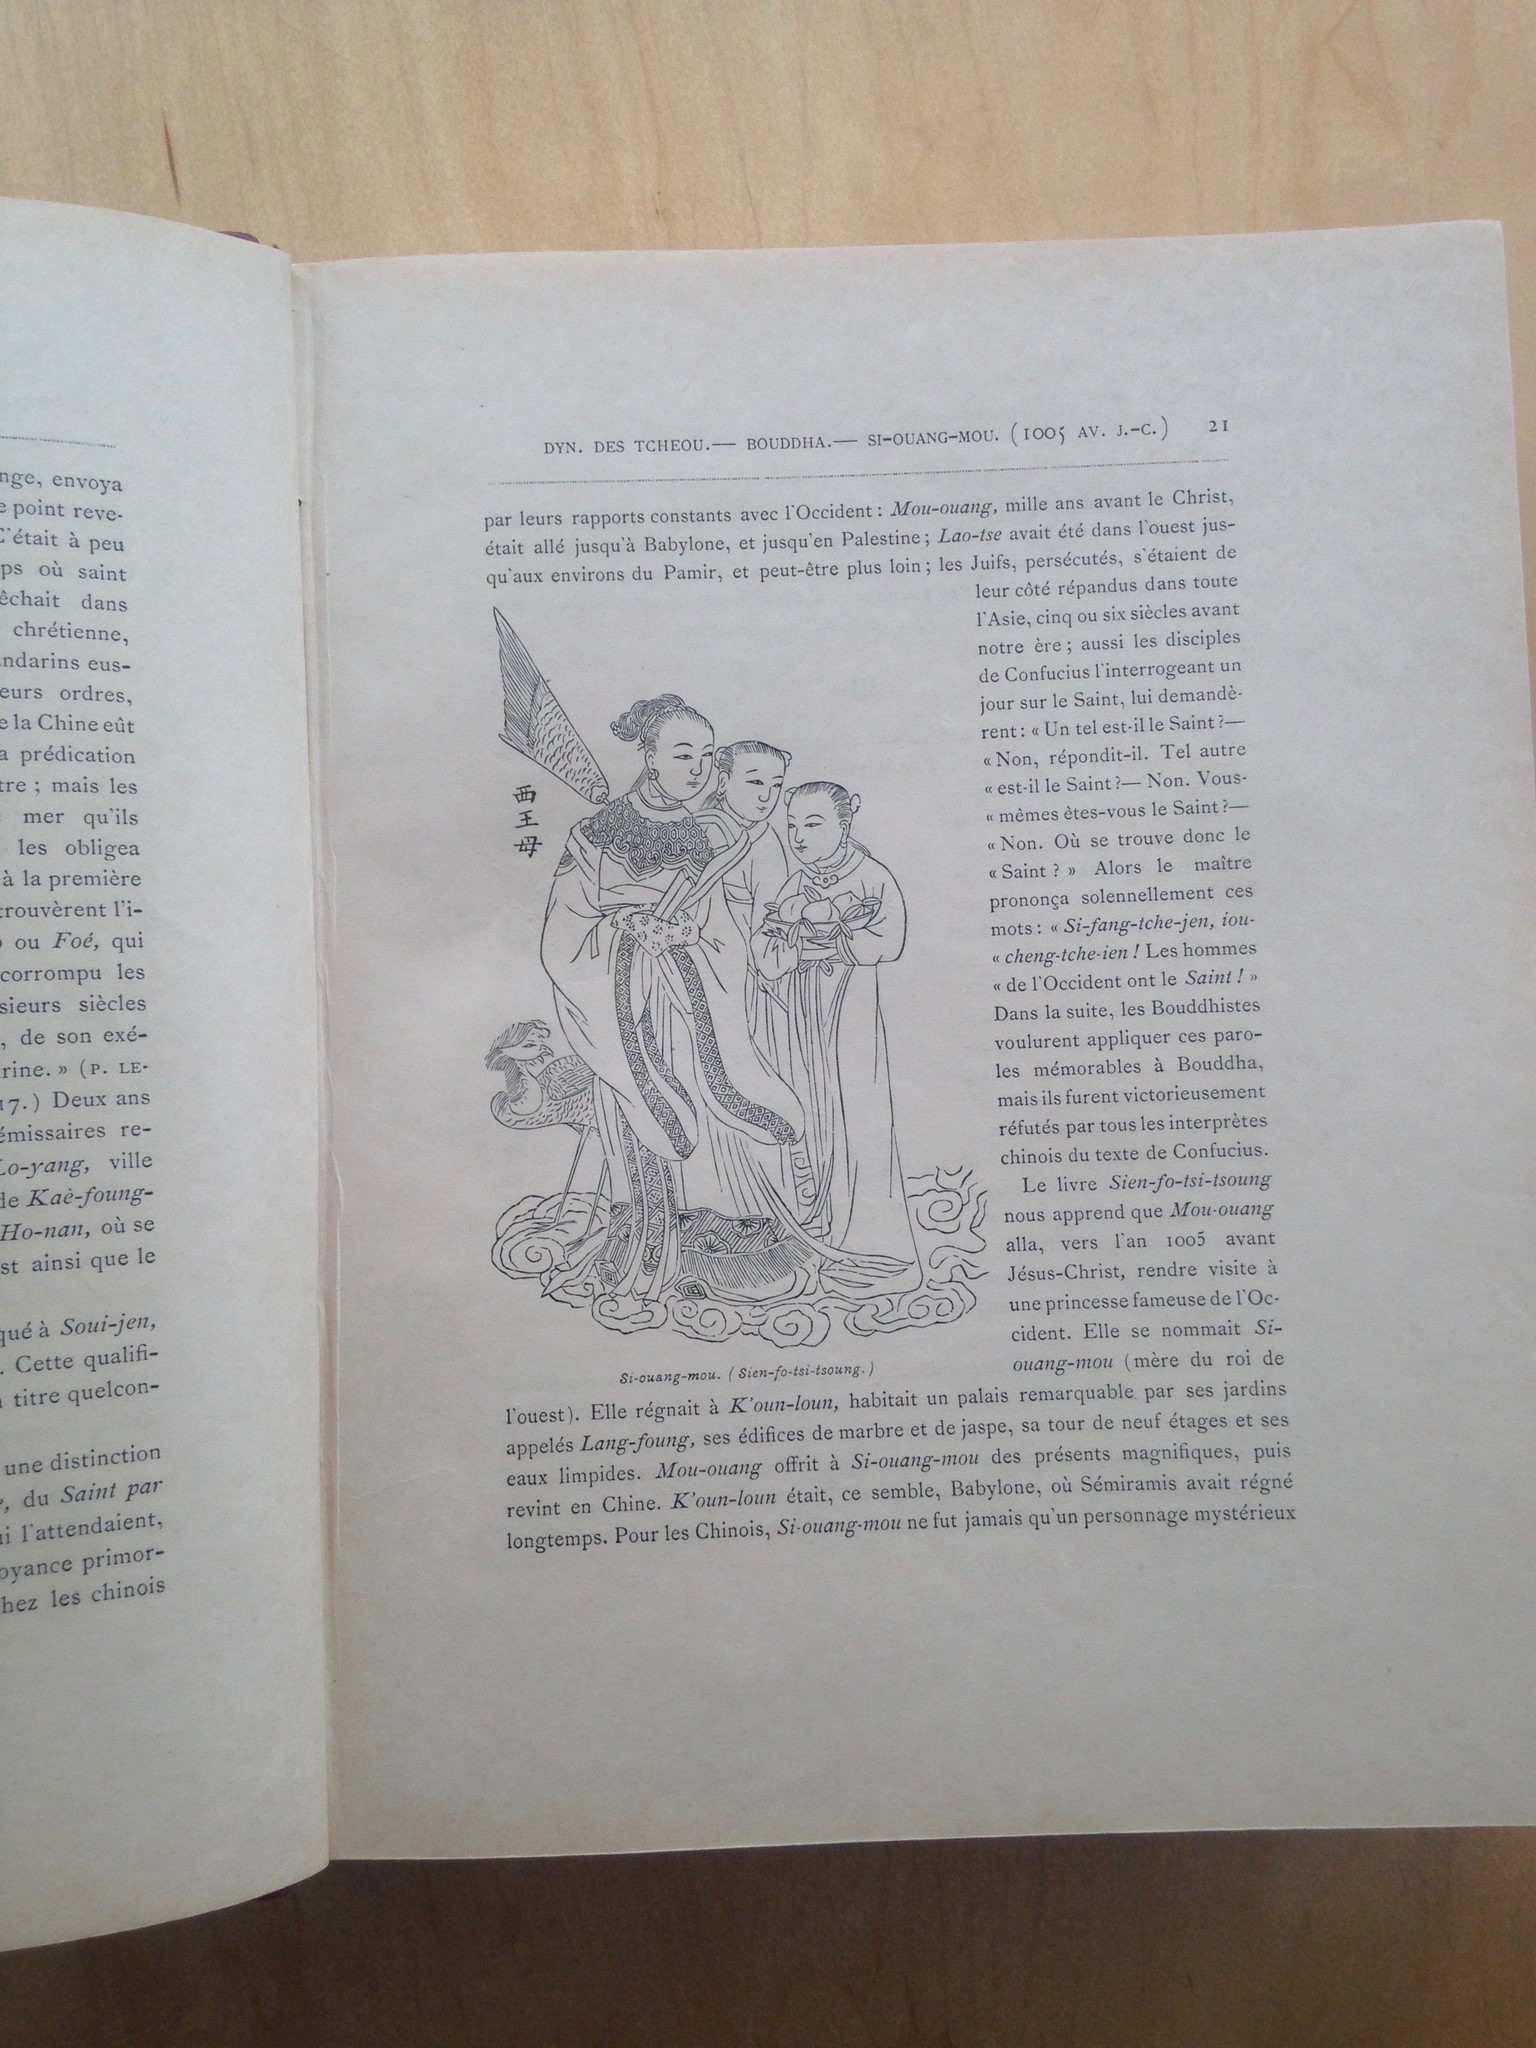 nge, envoya
e point reve-
C'était à peu
ps où saint
êchait dans
chrétienne,
ndarins eus-
eurs ordres,
e la Chine eût
a prédication
tre ; mais les
mer qu'ils
les obligea
à la première
trouvèrent l'i-
o ou Foé, qui
corrompu les
sieurs siècles
, de son exé-
rine. » (P. LE-
17.) Deux ans
émissaires re-
Lo-yang, ville
de Kaè-foung-
Ho-nan, où se
st ainsi que le
qué à Soui-jen,
. Cette qualifi-
n titre quelcon-
une distinction
, du Saint par
ui l'attendaient,
oyance primor-
hez les chinois
DYN. DES TCHEOU.— BOUDDHA.— SI-OUANG-MOU. (1005 AV. J.-C.) 21
par leurs rapports constants avec l'Occident : Mou-ouang, mille ans avant le Christ,
était allé jusqu'à Babylone, et jusqu'en Palestine ; Lao-tse avait été dans l'ouest jus-
qu'aux environs du Pamir, et peut-être plus loin ; les Juifs, persécutés, s'étaient de
leur côté répandus dans toute
l'Asie, cinq ou six siècles avant
notre ère ; aussi les disciples
de Confucius l'interrogeant un
jour sur le Saint, lui demandè-
rent : « Un tel est-il le Saint ?—
« Non, répondit-il. Tel autre
« est-il le Saint ?— Non. Vous-
« mêmes ètes-vous le Saint ?—
« Non. Où se trouve donc le
« Saint ? » Alors le maître
prononça solennellement ces
mots : « Si-fang-tche-jen, iou-
« cheng-tche-ien ! Les hommes
« de l'Occident ont le Saint ! »
Dans la suite, les Bouddhistes
voulurent appliquer ces paro-
les mémorables à Bouddha,
mais ils furent victorieusement
réfutés par tous les interprètes
chinois du texte de Confucius.
Le livre Sien-fo-tsi-tsoung
nous apprend que Mou-ouang
alla, vers l'an 1005 avant
Jésus-Christ, rendre visite à
une princesse fameuse de l'Oc-
cident. Elle se nommait Si-
ouang-mou (mère du roi de
西王母
Si-ouang-mou. (Sien-fo-tsi-tsoung.)
l'ouest). Elle régnait à K'oun-loun, habitait un palais remarquable par ses jardins
appelés Lang-foung, ses édifices de marbre et de jaspe, sa tour de neuf étages et ses
eaux limpides. Mou-ouang offrit à Si-ouang-mou des présents magnifiques, puis
revint en Chine. K'oun-loun était, ce semble, Babylone, où Sémiramis avait régné
longtemps. Pour les Chinois, Si-ouang-mou ne fut jamais qu'un personnage mystérieux